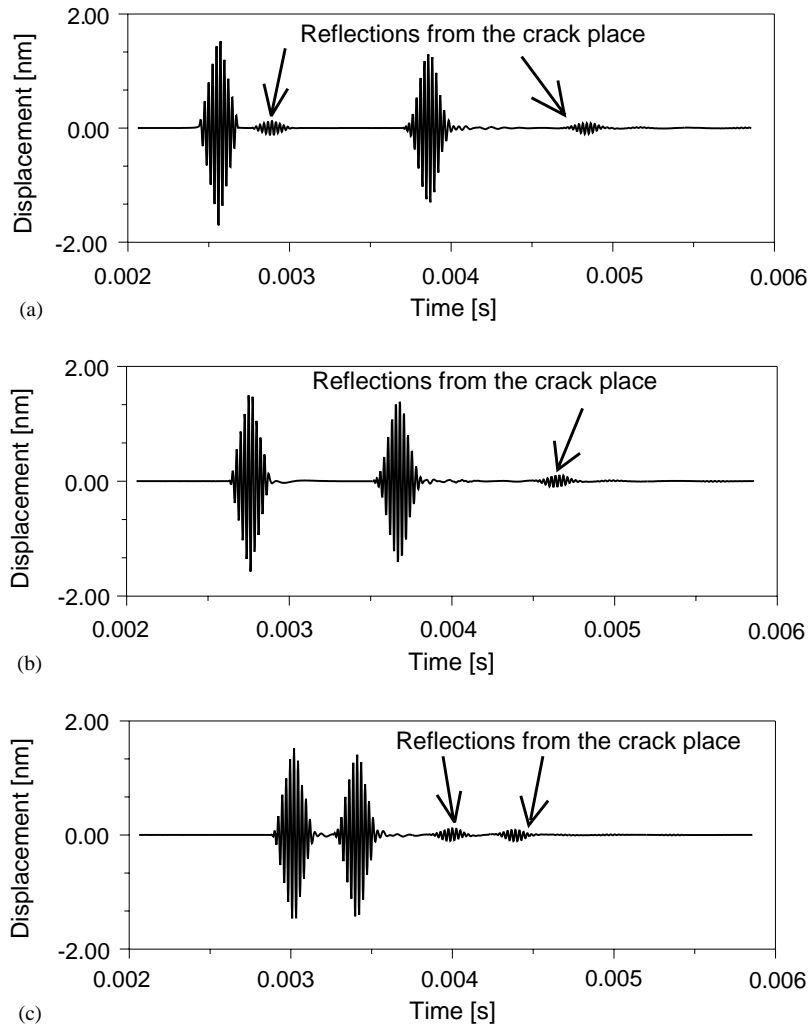 2.00
Reflections from the crack place
0.00
-2.00
Displacement [nm]
0.002
0.003
0.004
0.005
0.006
Time [s]
(a)
2.00
Reflections from the crack place
0.00
-2.00
Displacement [nm]
0.002
0.003
0.004
0.005
0.006
Time [s]
(b)
2.00
Reflections from the crack place
0.00
-2.00
Displacement [nm]
0.002
0.003
0.004
0.005
0.006
Time [s]
(c)